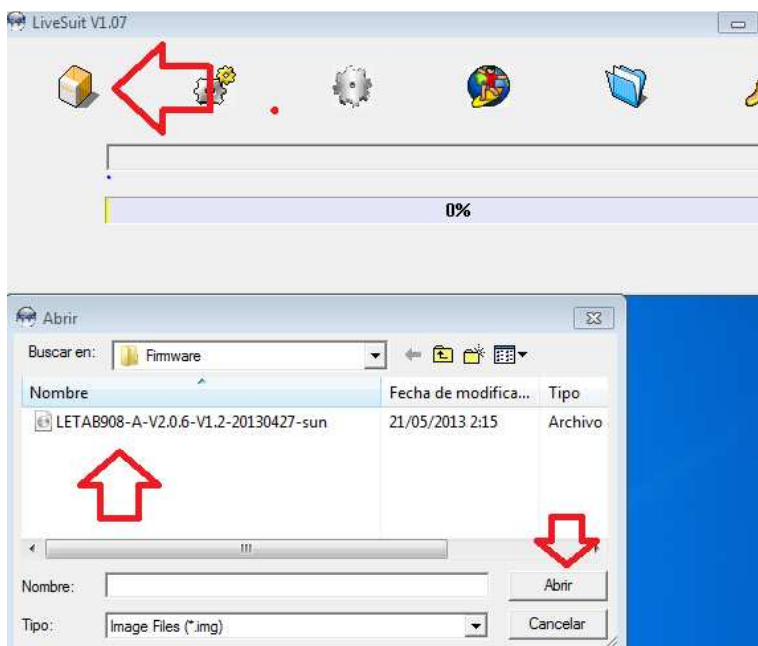 LiveSuit V1.07
0%
Abrir
Buscar en: Firmware
Nombre Fecha de modifica... Tipo
LETAB908-A-V2.0.6-V1.2-20130427-sun 21/05/2013 2:15 Archivo
Nombre: Abrir
Tipo: Image Files (*.img) Cancelar